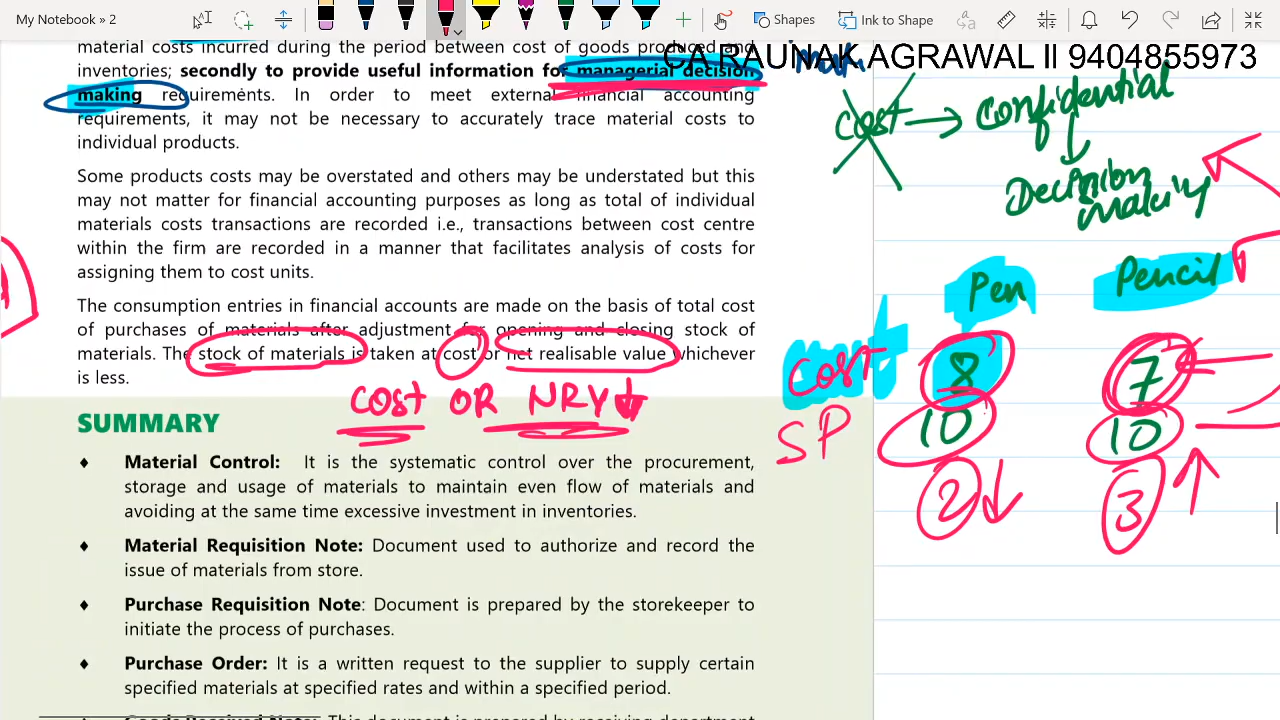 My Notebook » 2
Shapes
Ink to Shape
CA RAUNAK AGRAWAL II 9404855973
material costs incurred during the period between cost of goods produced and
inventories; secondly to provide useful information for managerial decision
making requirements. In order to meet external financial accounting
requirements, it may not be necessary to accurately trace material costs to
individual products.
Some products costs may be overstated and others may be understated but this
may not matter for financial accounting purposes as long as total of individual
materials costs transactions are recorded i.e., transactions between cost centre
within the firm are recorded in a manner that facilitates analysis of costs for
assigning them to cost units.
The consumption entries in financial accounts are made on the basis of total cost
of purchases of materials after adjustment for opening and closing stock of
materials. The stock of materials is taken at cost or net realisable value whichever
is less.
cost OR NRV ↓
SUMMARY
♦ Material Control: It is the systematic control over the procurement,
storage and usage of materials to maintain even flow of materials and
avoiding at the same time excessive investment in inventories.
♦ Material Requisition Note: Document used to authorize and record the
issue of materials from store.
♦ Purchase Requisition Note: Document is prepared by the storekeeper to
initiate the process of purchases.
♦ Purchase Order: It is a written request to the supplier to supply certain
specified materials at specified rates and within a specified period.
cost → confidential
Decision
Making
Pen Pencil
cost 8 7
SP 10 10
2 ↓ 3 ↑